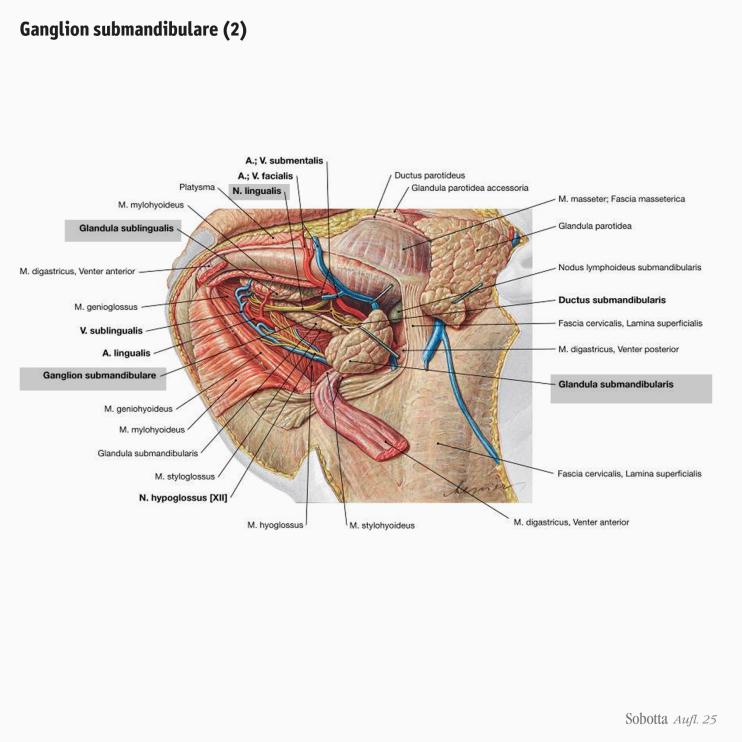 Ganglion submandibulare (2)
A.; V. submentalis
A.; V. facialis
Platysma
N. lingualis
M. mylohyoideus
Glandula sublingualis
M. digastricus, Venter anterior
M. genioglossus
V. sublingualis
A. lingualis
Ganglion submandibulare
M. geniohyoideus
M. mylohyoideus
Glandula submandibularis
M. styloglossus
N. hypoglossus [XII]
M. hyoglossus
M. stylohyoideus
Ductus parotideus
Glandula parotidea accessoria
M. masseter; Fascia masseterica
Glandula parotidea
Nodus lymphoideus submandibularis
Ductus submandibularis
Fascia cervicalis, Lamina superficialis
M. digastricus, Venter posterior
Glandula submandibularis
Fascia cervicalis, Lamina superficialis
M. digastricus, Venter anterior
Sobotta Aufl. 25